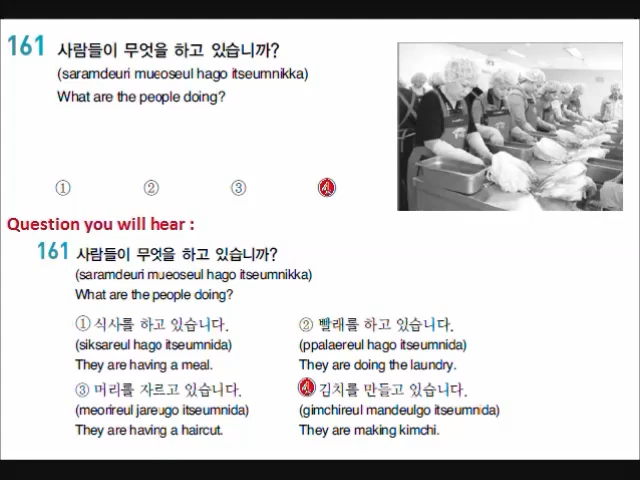 161 사람들이 무엇을 하고 있습니까?
(saramdeuri mueoseul hago itseumnikka)
What are the people doing?
① ② ③ ④
Question you will hear :
161 사람들이 무엇을 하고 있습니까?
(saramdeuri mueoseul hago itseumnikka)
What are the people doing?
① 식사를 하고 있습니다.
(siksareul hago itseumnida)
They are having a meal.
② 빨래를 하고 있습니다.
(ppalaereul hago itseumnida)
They are doing the laundry.
③ 머리를 자르고 있습니다.
(meorireul jareugo itseumnida)
They are having a haircut.
④ 김치를 만들고 있습니다.
(gimchireul mandeulgo itseumnida)
They are making kimchi.